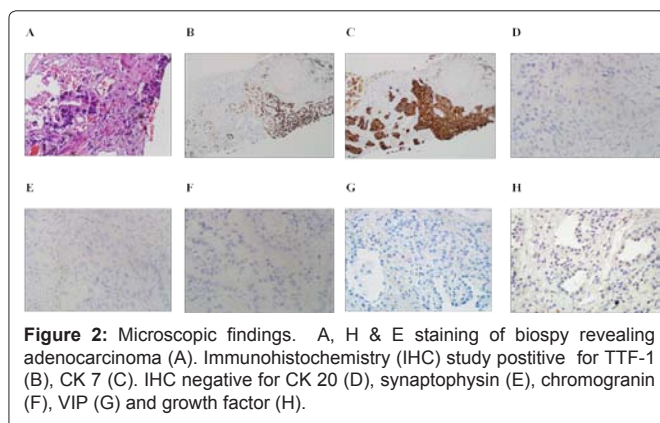 A B C D
E F G H
Figure 2: Microscopic findings. A, H & E staining of biospy revealing
adenocarcinoma (A). Immunohistochemistry (IHC) study postitive for TTF-1
(B), CK 7 (C). IHC negative for CK 20 (D), synaptophysin (E), chromogranin
(F), VIP (G) and growth factor (H).